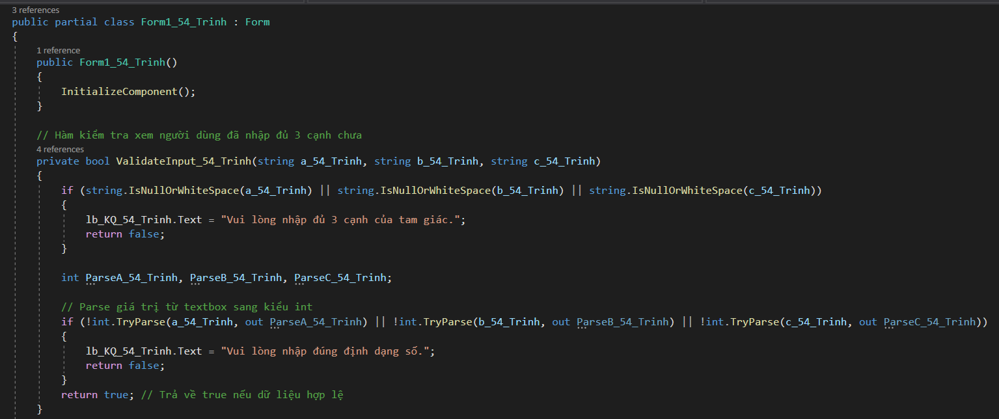 3 references
public partial class Form1_54_Trinh : Form
{
1 reference
public Form1_54_Trinh()
{
InitializeComponent();
}
// Hàm kiểm tra xem người dùng đã nhập đủ 3 cạnh chưa
4 references
private bool ValidateInput_54_Trinh(string a_54_Trinh, string b_54_Trinh, string c_54_Trinh)
{
if (string.IsNullOrWhiteSpace(a_54_Trinh) || string.IsNullOrWhiteSpace(b_54_Trinh) || string.IsNullOrWhiteSpace(c_54_Trinh))
{
lb_KQ_54_Trinh.Text = "Vui lòng nhập đủ 3 cạnh của tam giác.";
return false;
}
int ParseA_54_Trinh, ParseB_54_Trinh, ParseC_54_Trinh;
// Parse giá trị từ textbox sang kiểu int
if (!int.TryParse(a_54_Trinh, out ParseA_54_Trinh) || !int.TryParse(b_54_Trinh, out ParseB_54_Trinh) || !int.TryParse(c_54_Trinh, out ParseC_54_Trinh))
{
lb_KQ_54_Trinh.Text = "Vui lòng nhập đúng định dạng số.";
return false;
}
return true; // Trả về true nếu dữ liệu hợp lệ
}